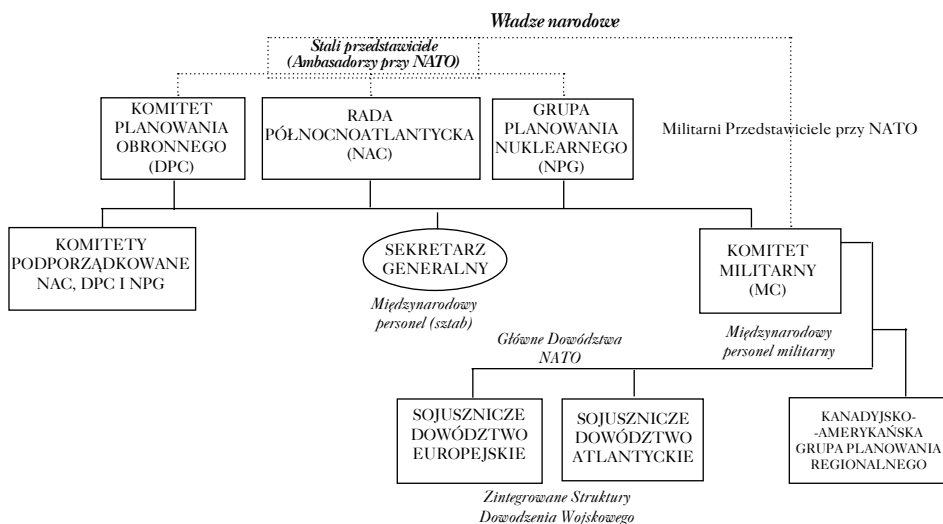 Władze narodowe
Stali przedstawiciele
(Ambasadorzy przy NATO)
KOMITET
PLANOWANIA
OBRONNEGO
(DPC)
RADA
PÓŁNOCNOATLANTYCKA
(NAC)
GRUPA
PLANOWANIA
NUKLEARNEGO
(NPG)
Militarni Przedstawiciele przy NATO
KOMITETY
PODPORZĄDKOWANE
NAC, DPC I NPG
SEKRETARZ
GENERALNY
KOMITET
MILITARNY
(MC)
Międzynarodowy
personel (sztab)
Międzynarodowy
personel militarny
Główne Dowództwa
NATO
SOJUSZNICZE
DOWÓDZTWO
EUROPEJSKIE
SOJUSZNICZE
DOWÓDZTWO
ATLANTYCKIE
KANADYJSKO-
-AMERYKAŃSKA
GRUPA PLANOWANIA
REGIONALNEGO
Zintegrowane Struktury
Dowodzenia Wojskowego